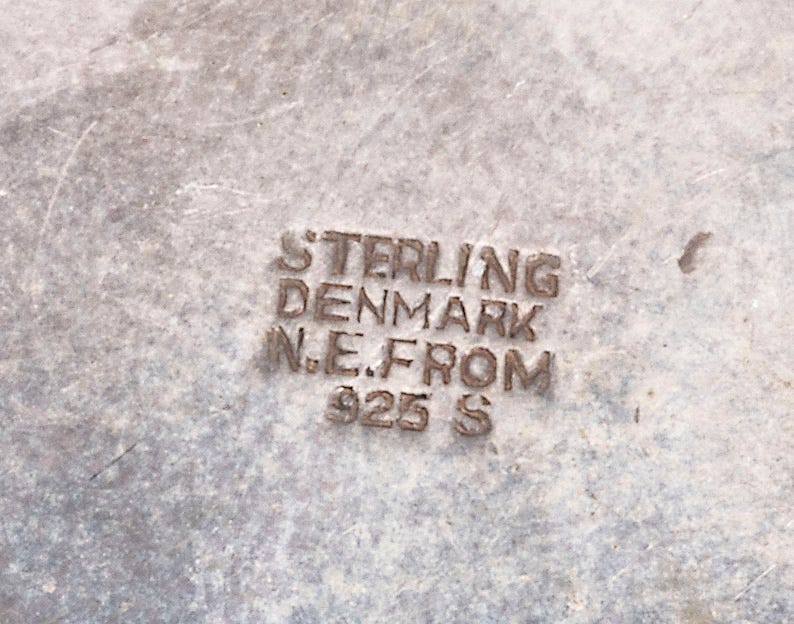 STERLING
DENMARK
N.E.FROM
925 S